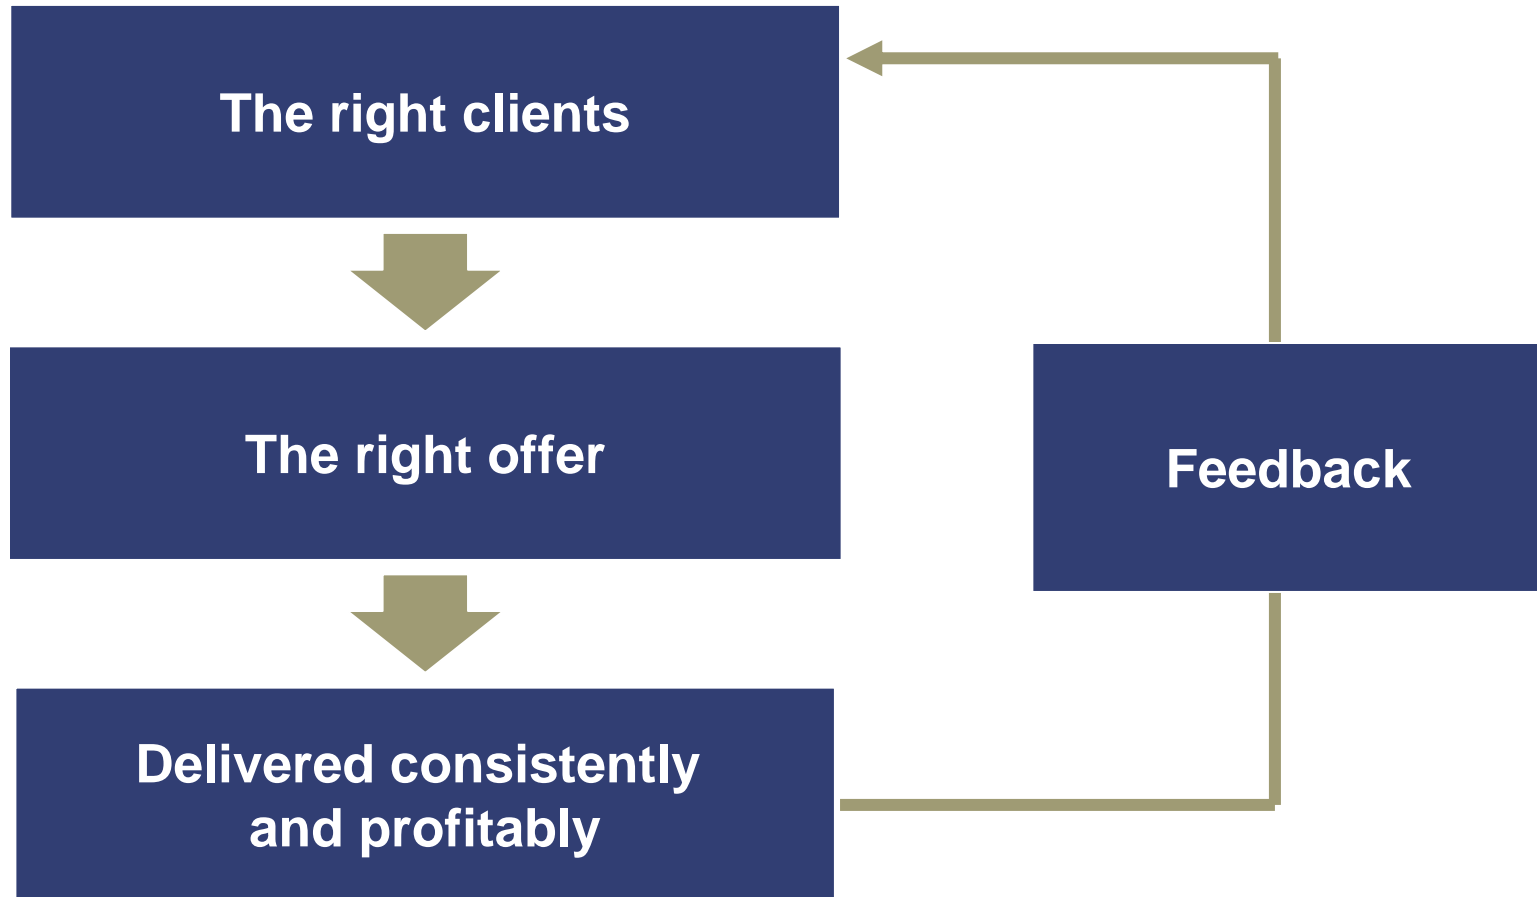 The right clients
The right offer
Feedback
Delivered consistently
and profitably